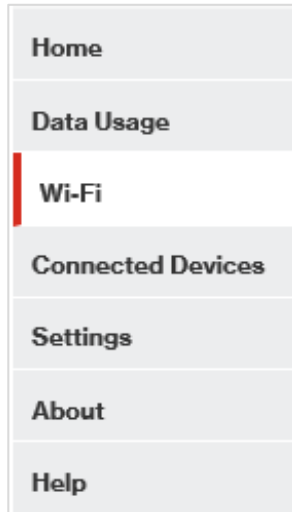 Home
Data Usage
Wi-Fi
Connected Devices
Settings
About
Help